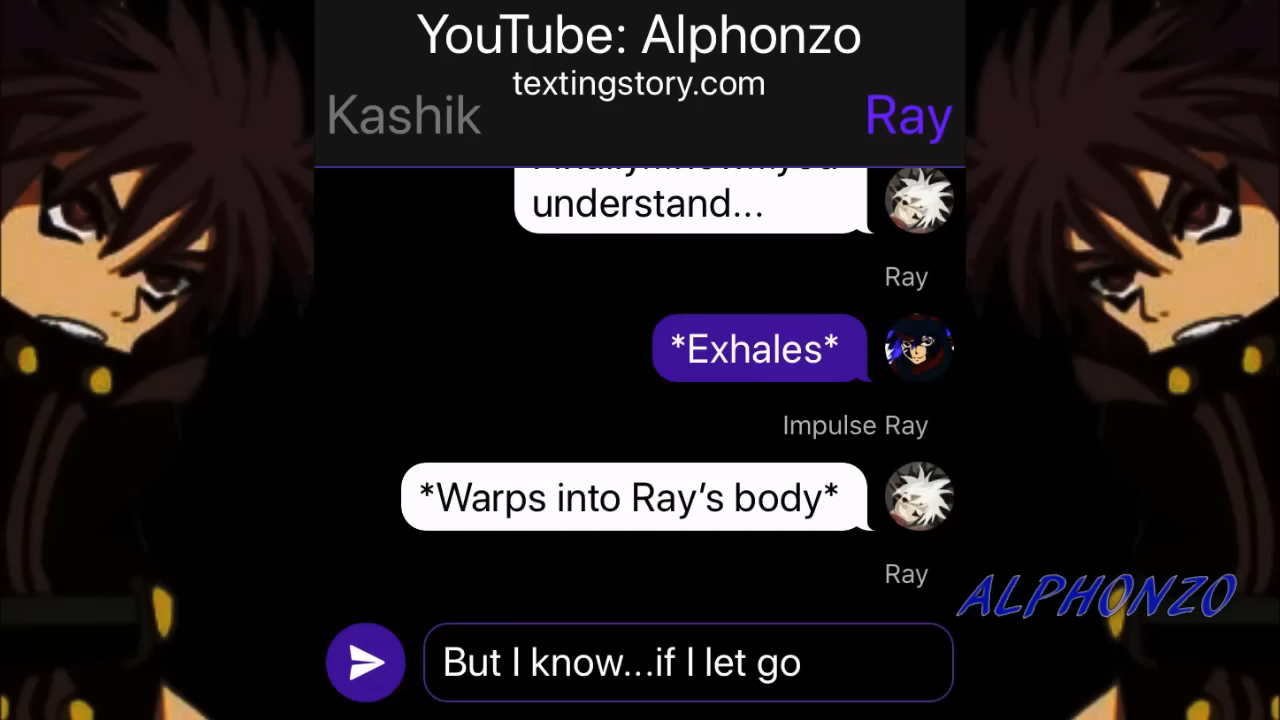 YouTube: Alphonzo
textingstory.com
Kashik
Ray
understand...
Ray
*Exhales*
Impulse Ray
*Warps into Ray’s body*
Ray
ALPHONZO
But I know...if I let go